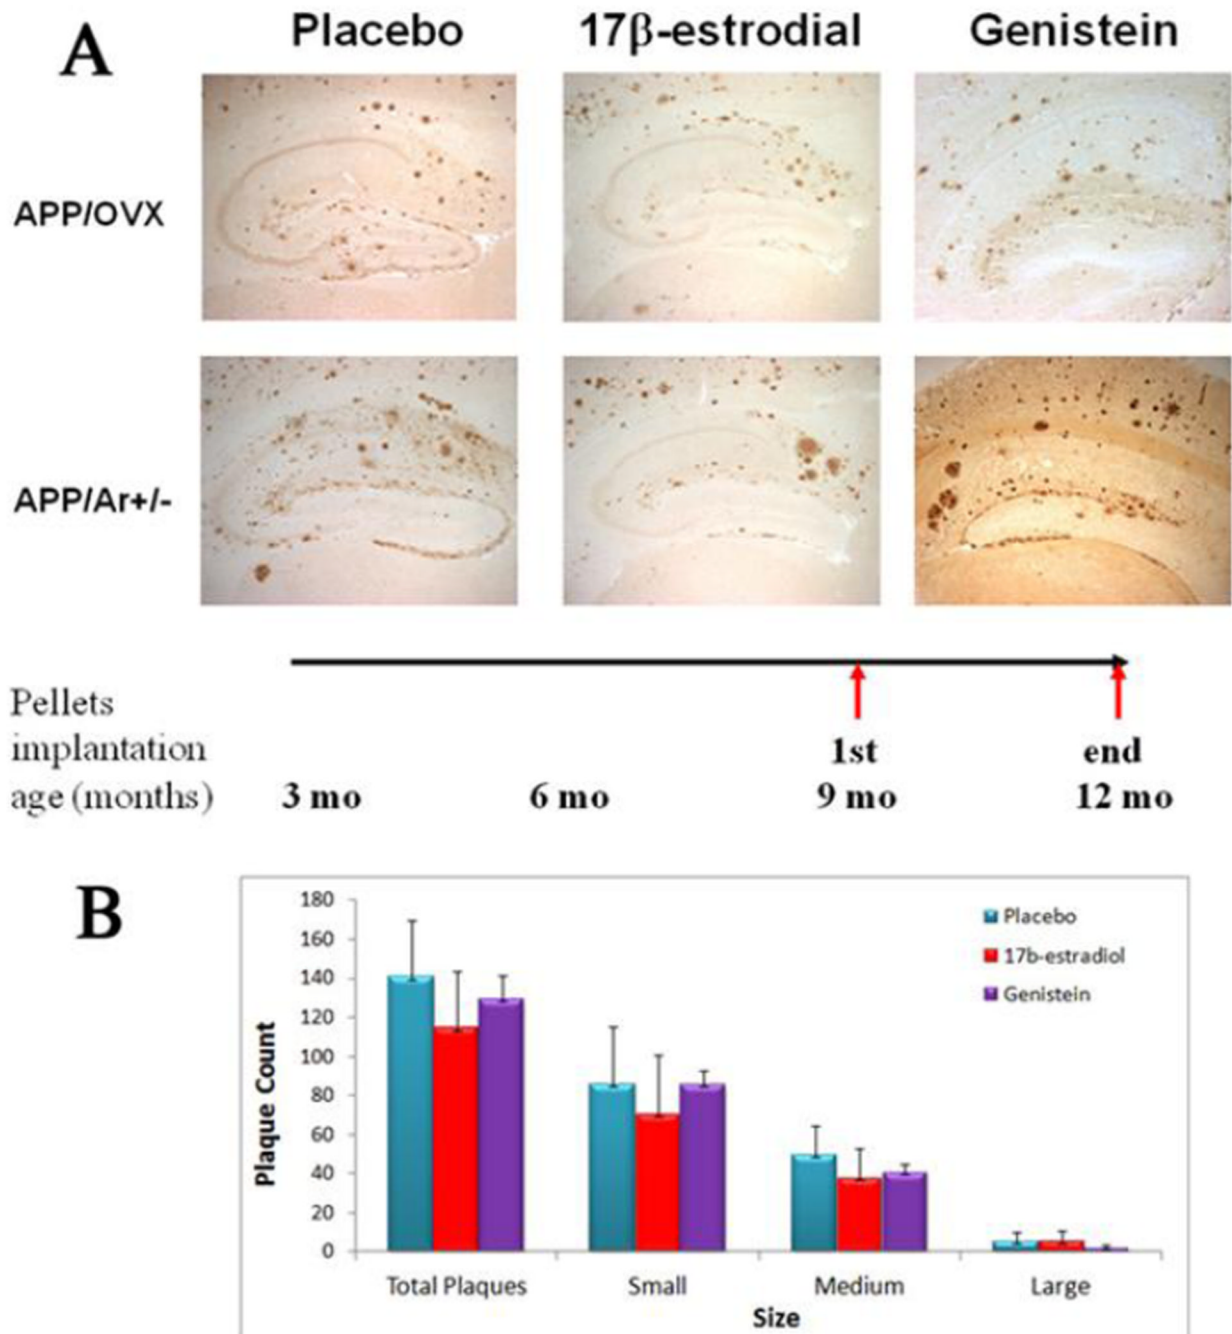 A
Placebo 17β-estrodial Genistein
APP/OVX
APP/Ar+/-
Pellets
implantation 1st end
age (months) 3 mo 6 mo 9 mo 12 mo
B
180
160
140
120
100
80
60
40
20
0
Plaque Count
Placebo
17b-estradiol
Genistein
Total Plaques Small Medium Large
Size